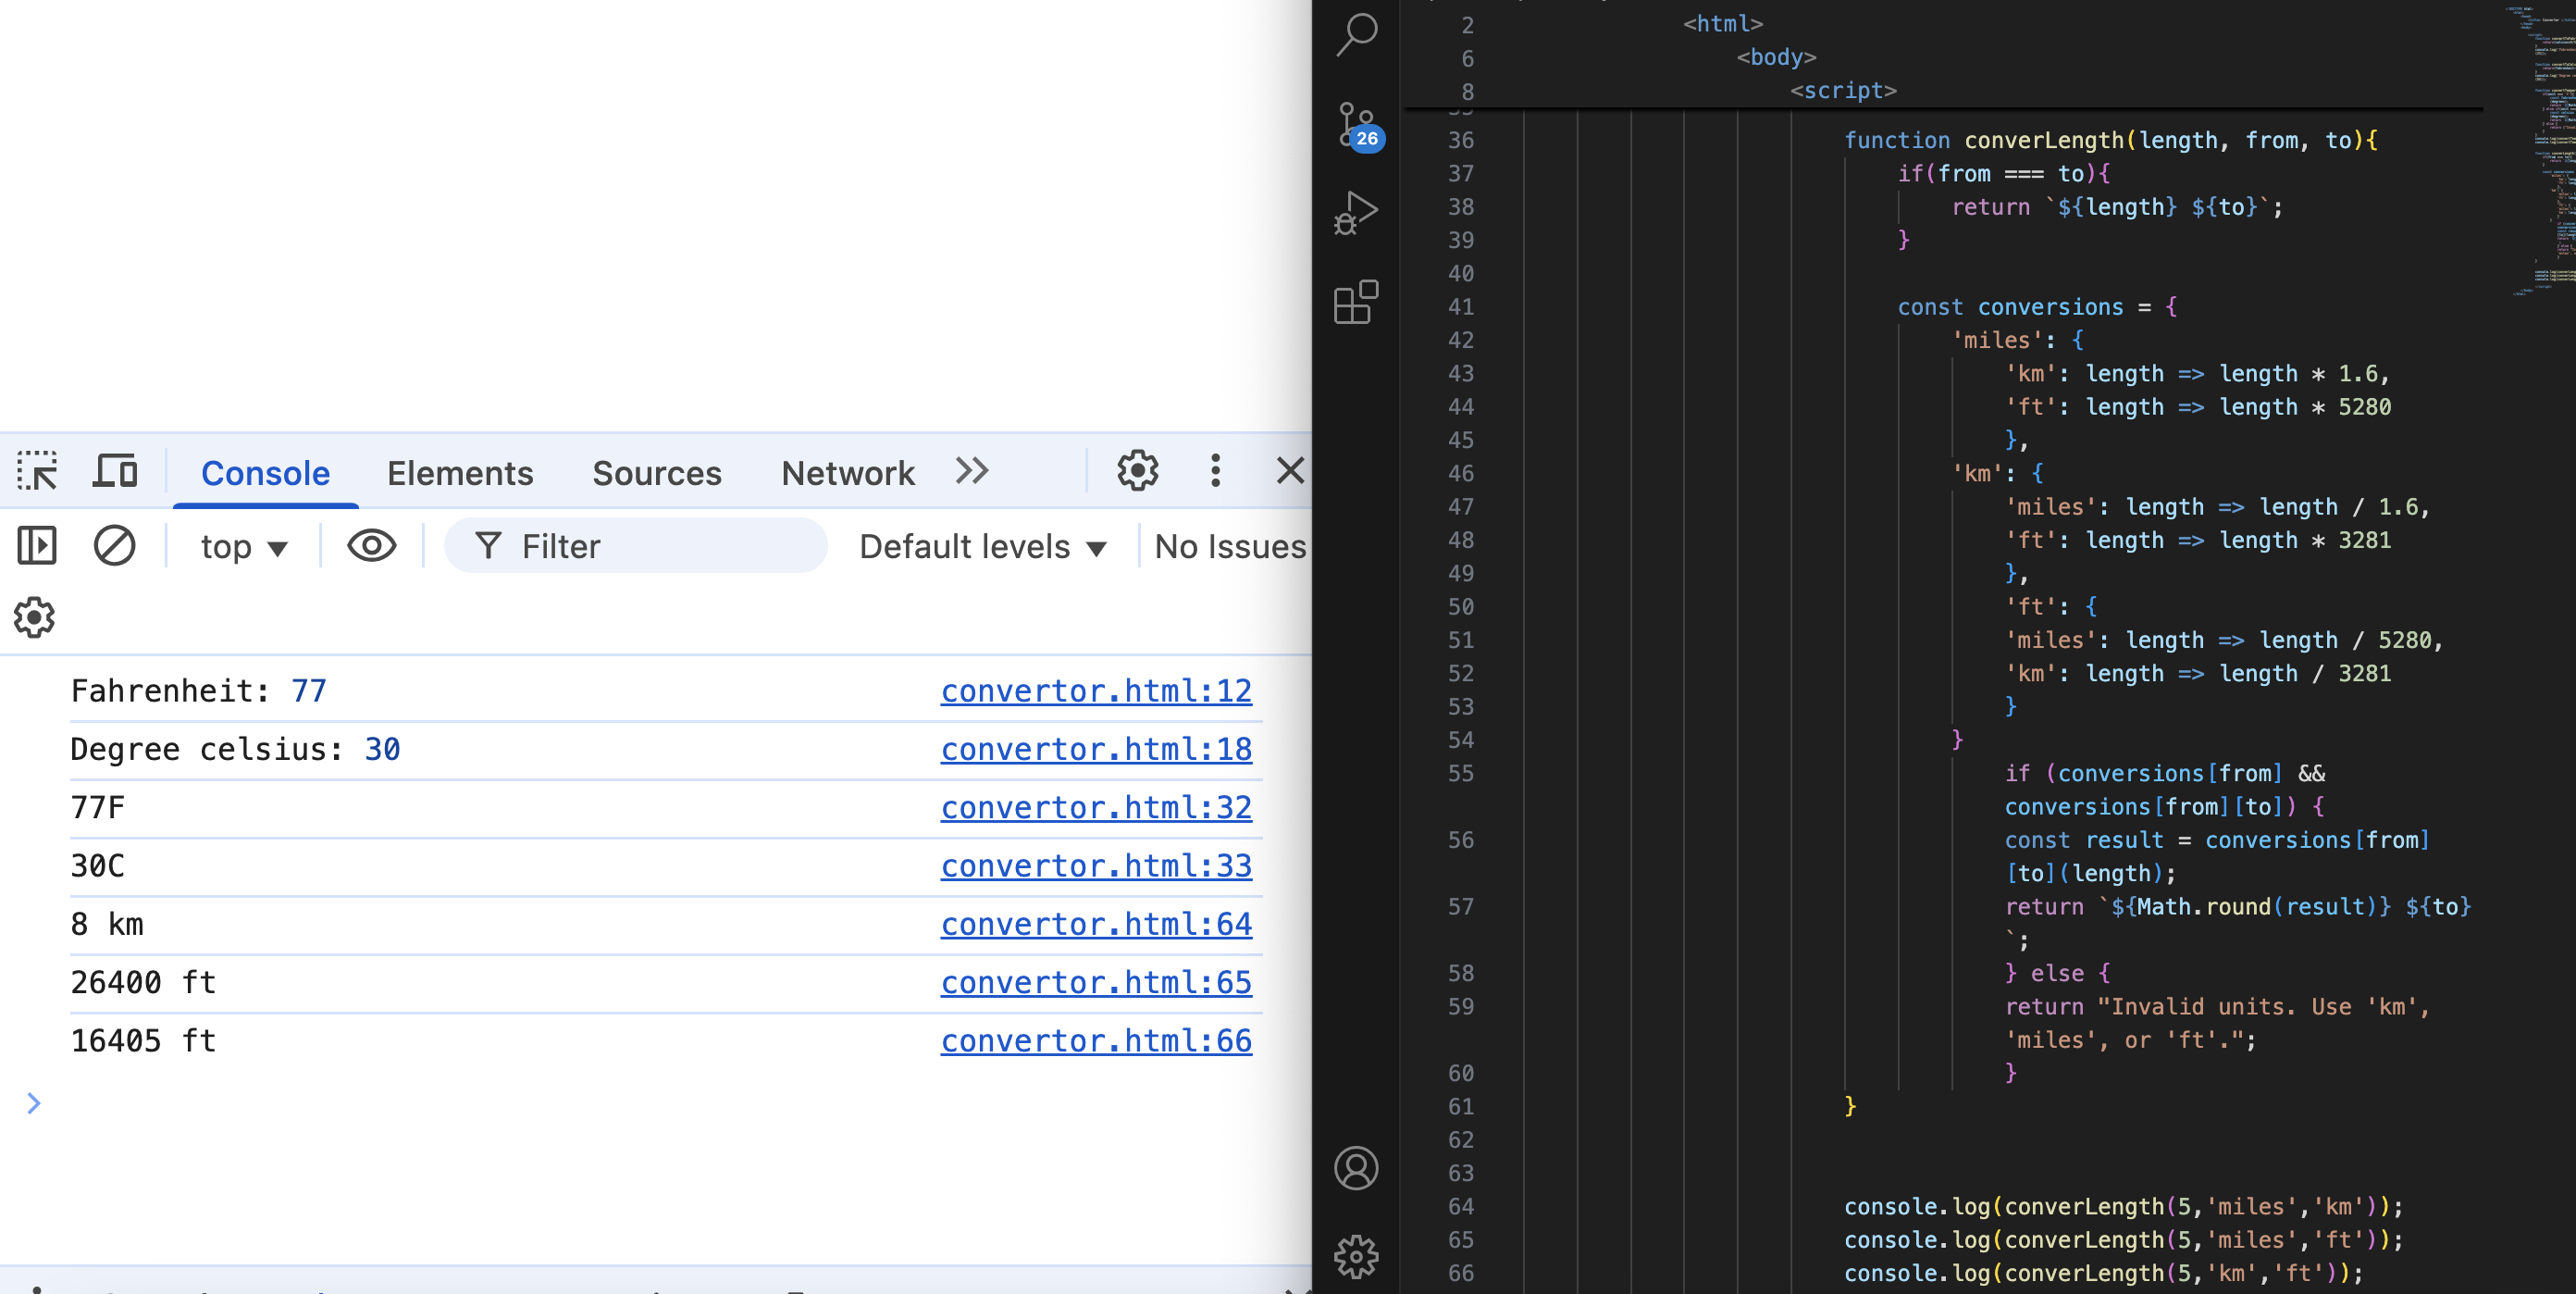 Console Elements Sources Network
top Filter Default levels No Issues
Fahrenheit: 77 convertor.html:12
Degree celsius: 30 convertor.html:18
77F convertor.html:32
30C convertor.html:33
8 km convertor.html:64
26400 ft convertor.html:65
16405 ft convertor.html:66
26
2 <html>
6 <body>
8 <script>
36 function converLength(length, from, to){
37 if(from === to){
38 return `${length} ${to}`;
39 }
40
41 const conversions = {
42 'miles': {
43 'km': length => length * 1.6,
44 'ft': length => length * 5280
45 },
46 'km': {
47 'miles': length => length / 1.6,
48 'ft': length => length * 3281
49 },
50 'ft': {
51 'miles': length => length / 5280,
52 'km': length => length / 3281
53 }
54 }
55 if (conversions[from] &&
conversions[from][to]) {
56 const result = conversions[from]
[to](length);
57 return `${Math.round(result)} ${to}
`;
58 } else {
59 return "Invalid units. Use 'km',
'miles', or 'ft'.";
60 }
61 }
62
63
64 console.log(converLength(5,'miles','km'));
65 console.log(converLength(5,'miles','ft'));
66 console.log(converLength(5,'km','ft'));